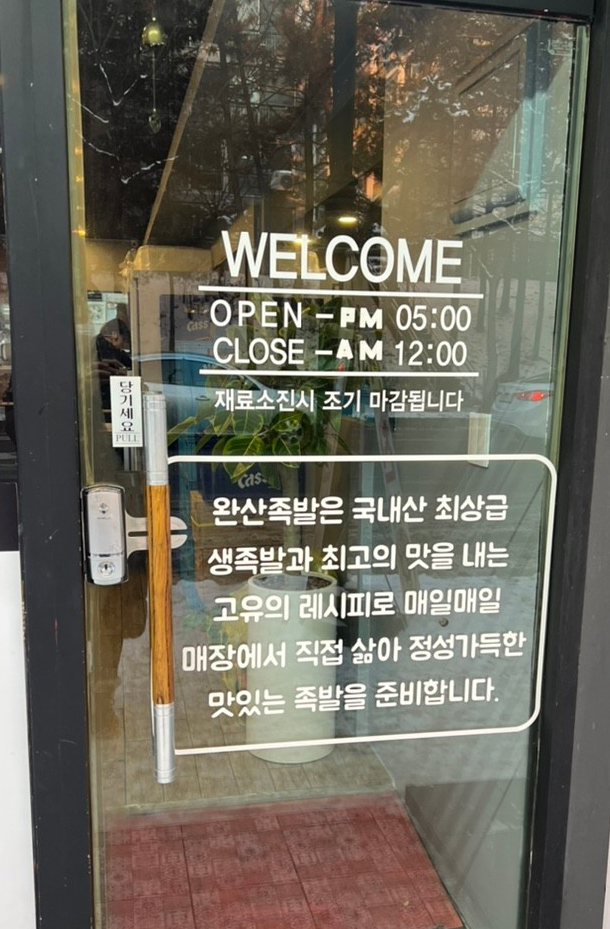 WELCOME
OPEN - PM 05:00
CLOSE - AM 12:00
재료소진시 조기 마감됩니다
당기세요
PULL
완산족발은 국내산 최상급
생족발과 최고의 맛을 내는
고유의 레시피로 매일매일
매장에서 직접 삶아 정성가득한
맛있는 족발을 준비합니다.
Cass
Cass